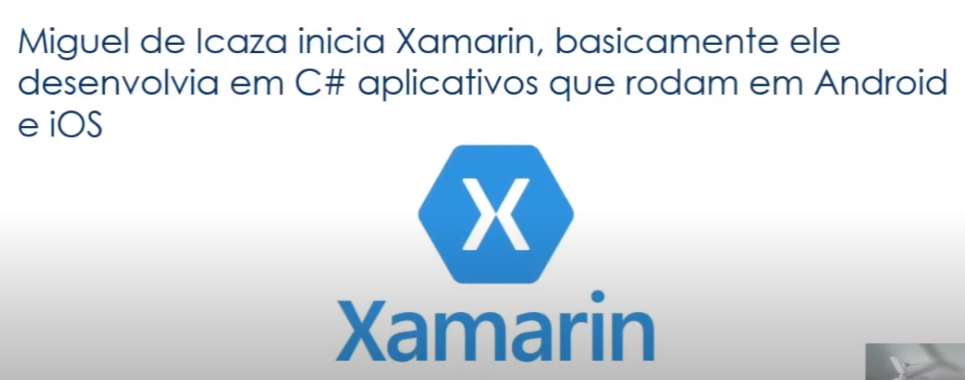 Miguel de Icaza inicia Xamarin, basicamente ele
desenvolvia em C# aplicativos que rodam em Android
e iOS
X
Xamarin